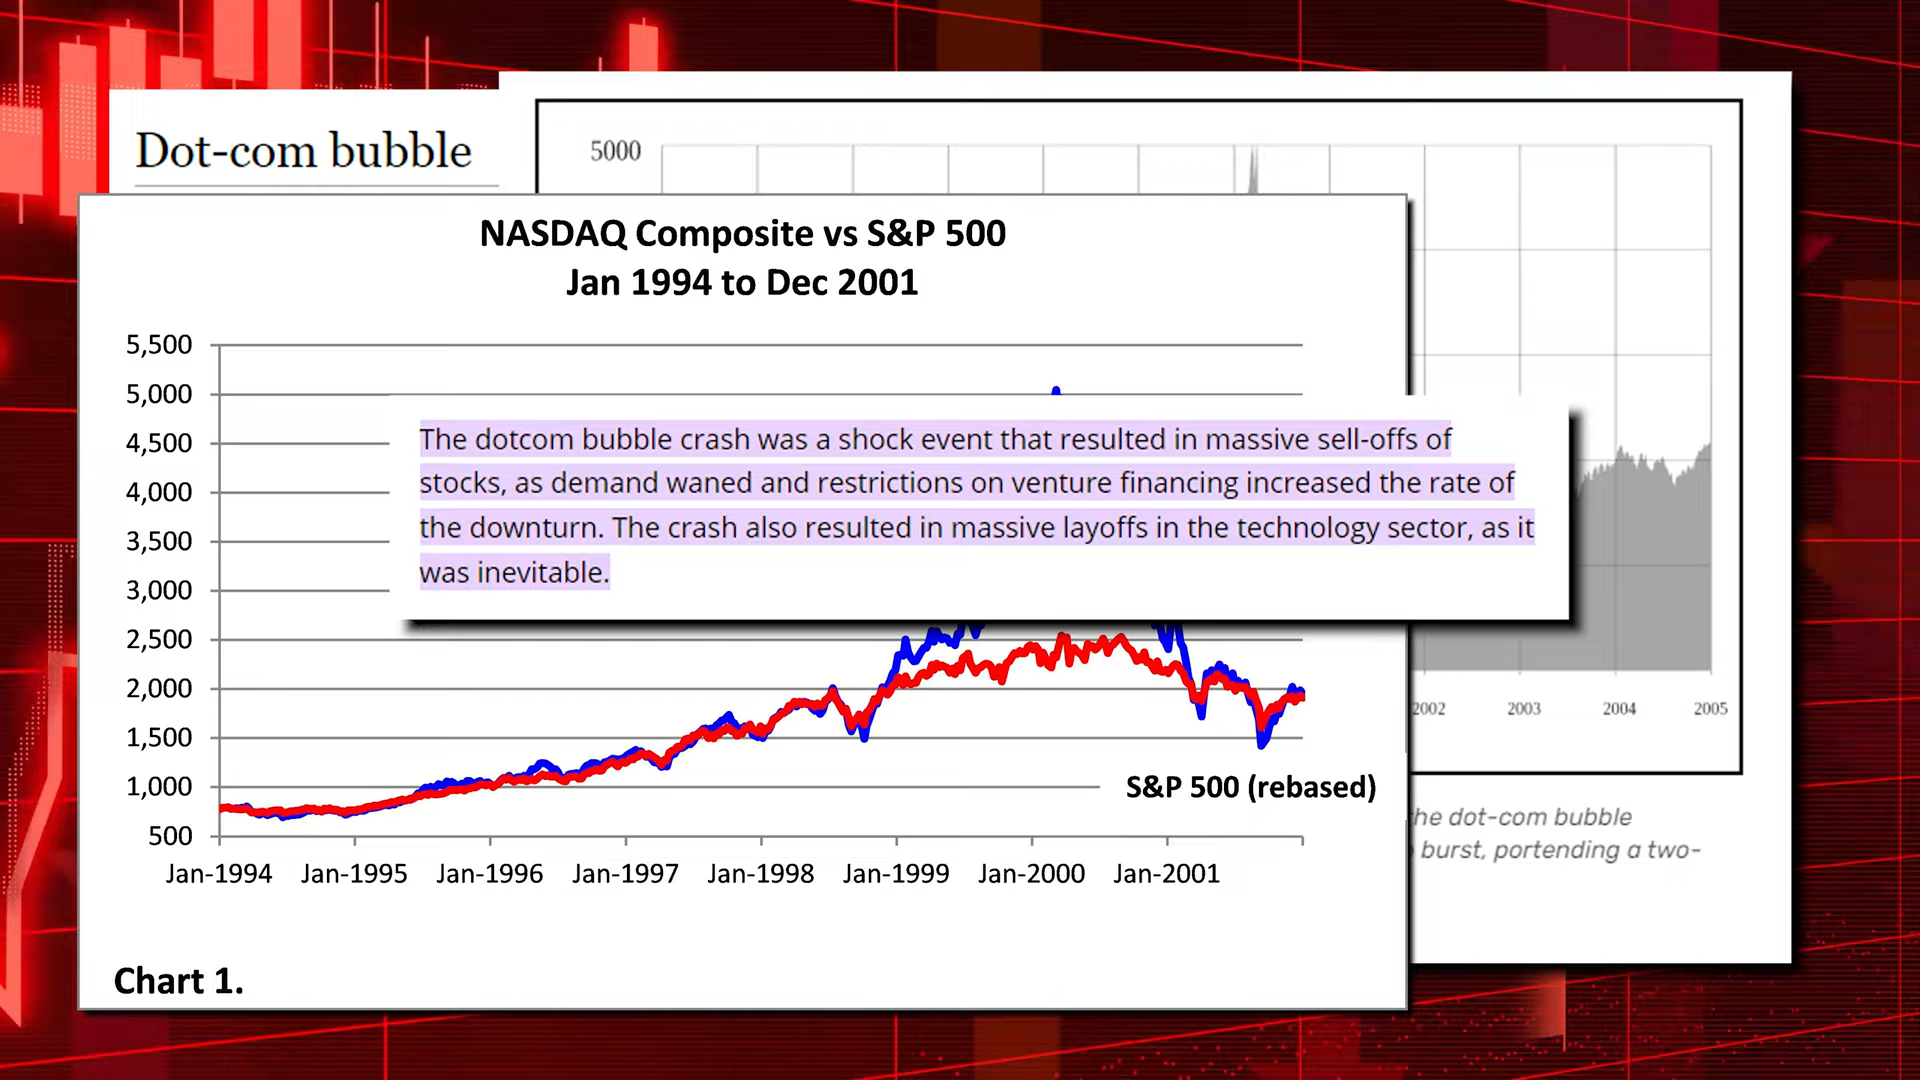 Dot-com bubble
5000
NASDAQ Composite vs S&P 500
Jan 1994 to Dec 2001
5,500
5,000
4,500
4,000
3,500
3,000
2,500
2,000
1,500
1,000
500
The dotcom bubble crash was a shock event that resulted in massive sell-offs of
stocks, as demand waned and restrictions on venture financing increased the rate of
the downturn. The crash also resulted in massive layoffs in the technology sector, as it
was inevitable.
S&P 500 (rebased)
Jan-1994 Jan-1995 Jan-1996 Jan-1997 Jan-1998 Jan-1999 Jan-2000 Jan-2001
Chart 1.
2002 2003 2004 2005
the dot-com bubble
burst, portending a two-